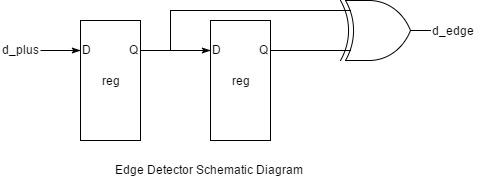 d_plus D Q D Q d_edge
reg reg
Edge Detector Schematic Diagram